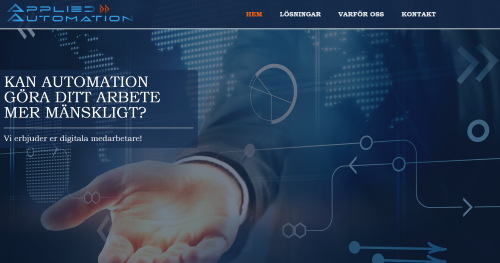 APPLIED
AUTOMATION
HEM LÖSNINGAR VARFÖR OSS KONTAKT
KAN AUTOMATION
GÖRA DITT ARBETE
MER MÄNSKLIGT?
Vi erbjuder er digitala medarbetare!